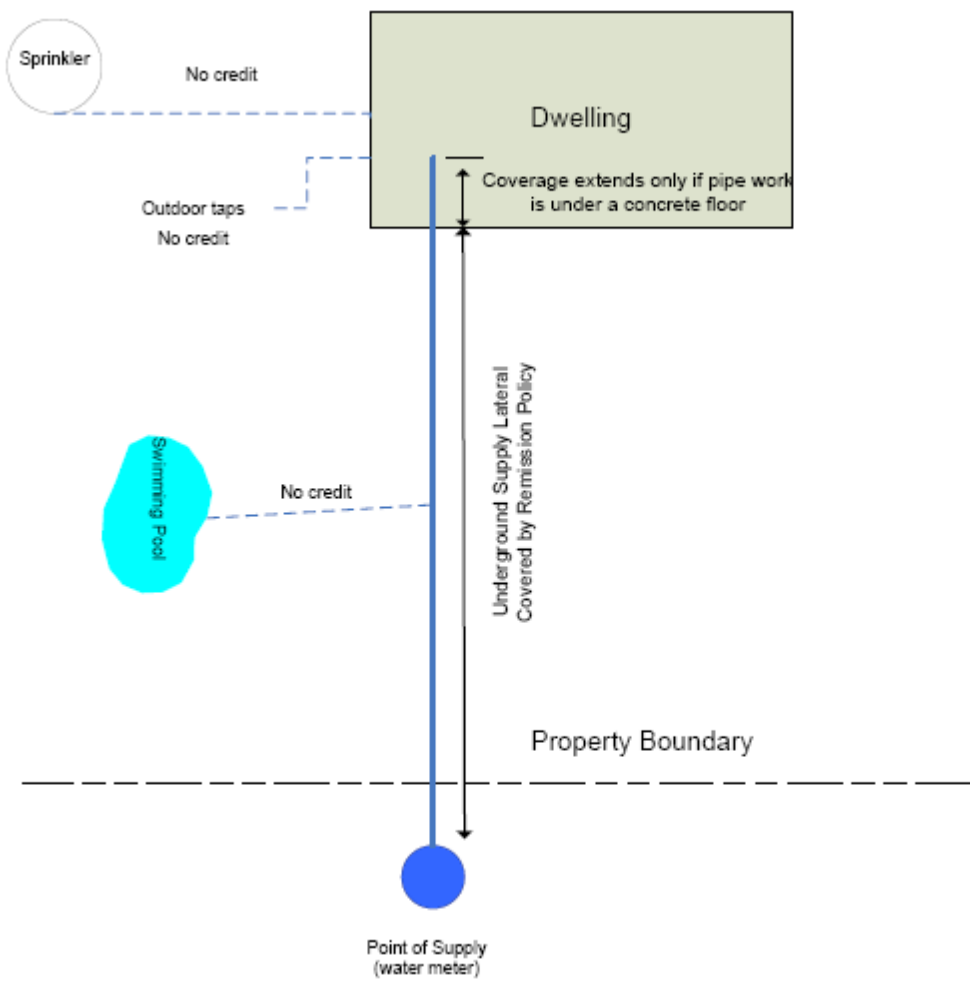 Sprinkler
No credit
Dwelling
Coverage extends only if pipe work
is under a concrete floor
Outdoor taps
No credit
Underground Supply Lateral
Covered by Remission Policy
Swimming Pool
No credit
Property Boundary
Point of Supply
(water meter)